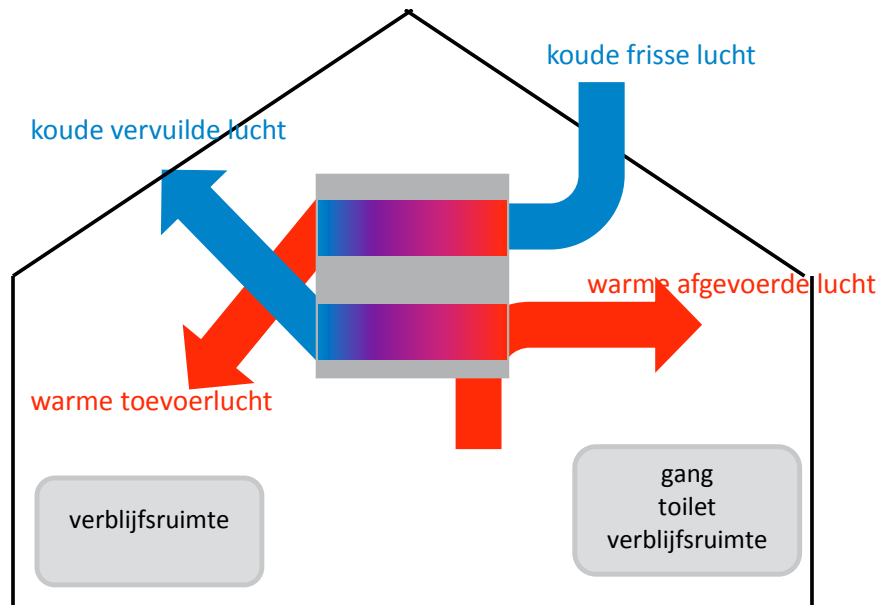 koude frisse lucht
koude vervuilde lucht
warme afgevoerde lucht
warme toevoerlucht
verblijfsruimte
gang
toilet
verblijfsruimte